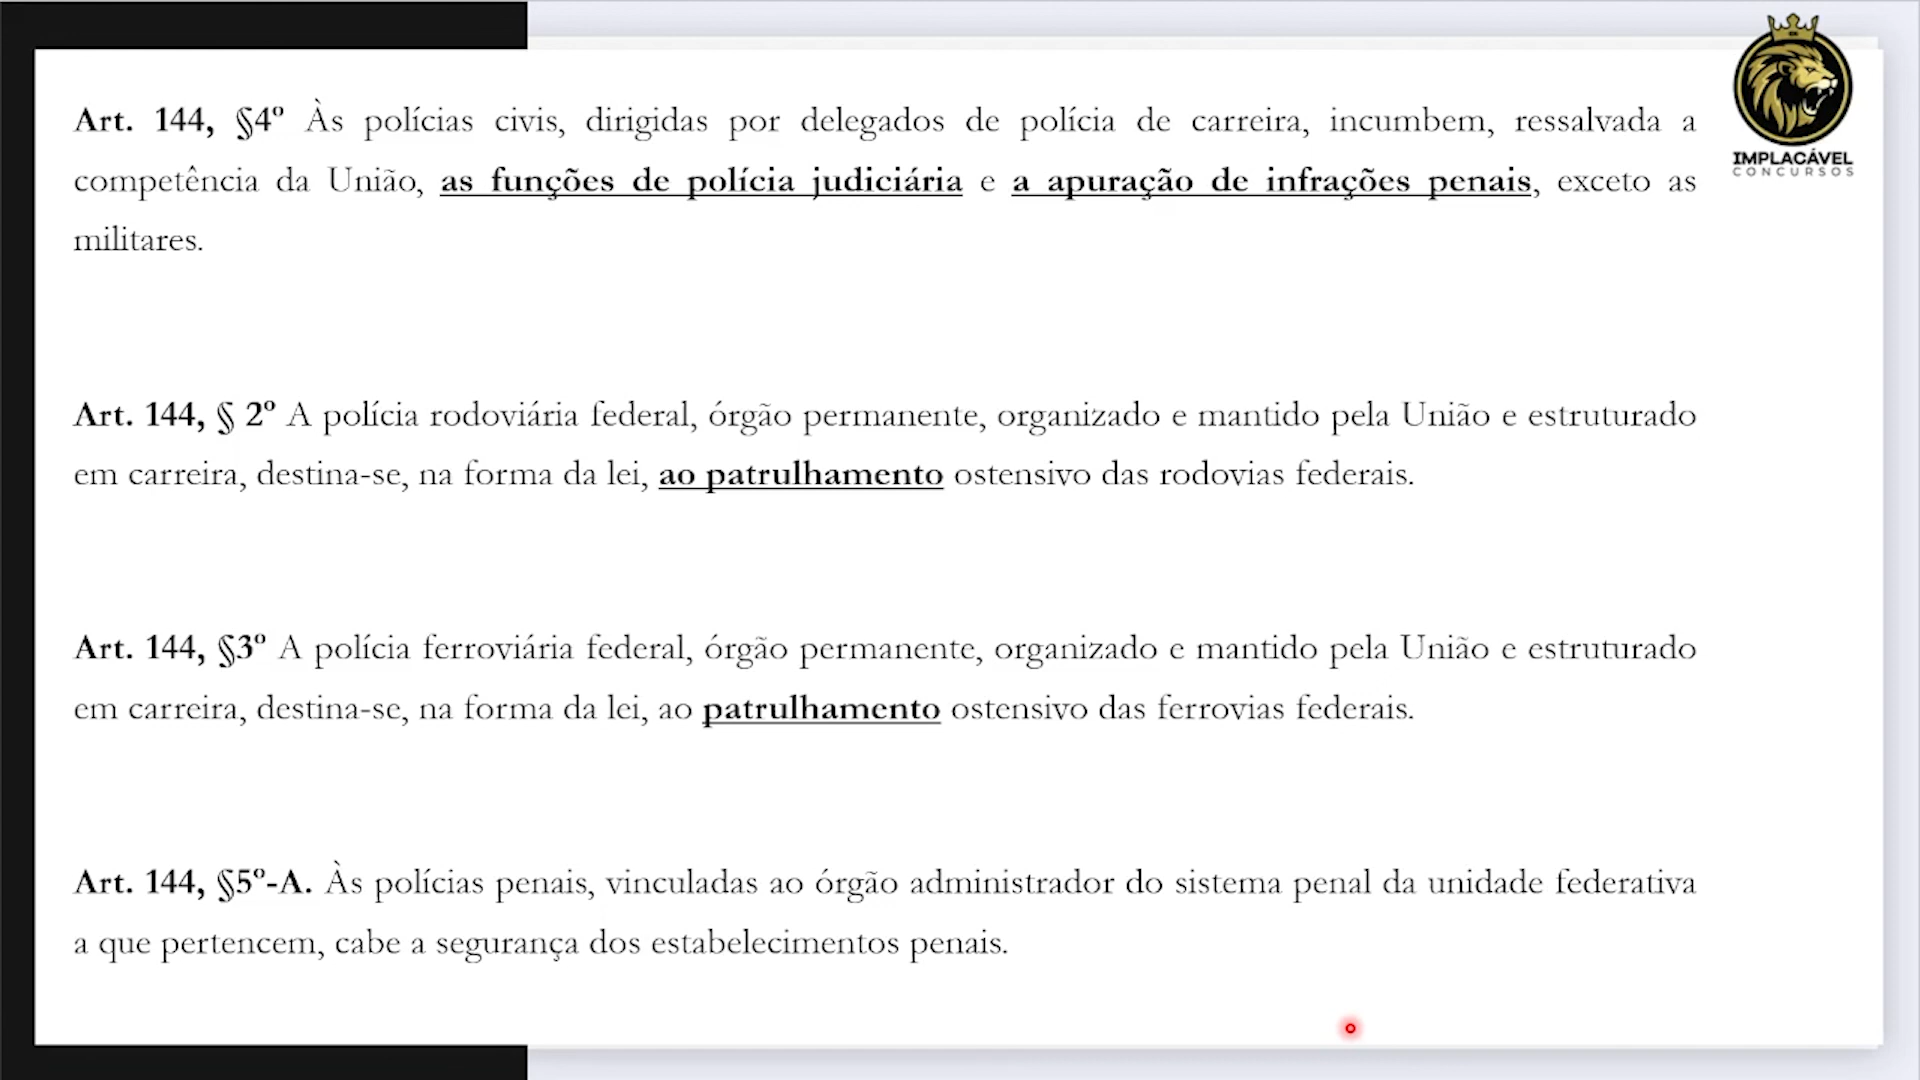 IMPLACÁVEL
CONCURSOS
Art. 144, §4º Às polícias civis, dirigidas por delegados de polícia de carreira, incumbem, ressalvada a
competência da União, as funções de polícia judiciária e a apuração de infrações penais, exceto as
militares.
Art. 144, § 2º A polícia rodoviária federal, órgão permanente, organizado e mantido pela União e estruturado
em carreira, destina-se, na forma da lei, ao patrulhamento ostensivo das rodovias federais.
Art. 144, §3º A polícia ferroviária federal, órgão permanente, organizado e mantido pela União e estruturado
em carreira, destina-se, na forma da lei, ao patrulhamento ostensivo das ferrovias federais.
Art. 144, §5º-A. Às polícias penais, vinculadas ao órgão administrador do sistema penal da unidade federativa
a que pertencem, cabe a segurança dos estabelecimentos penais.